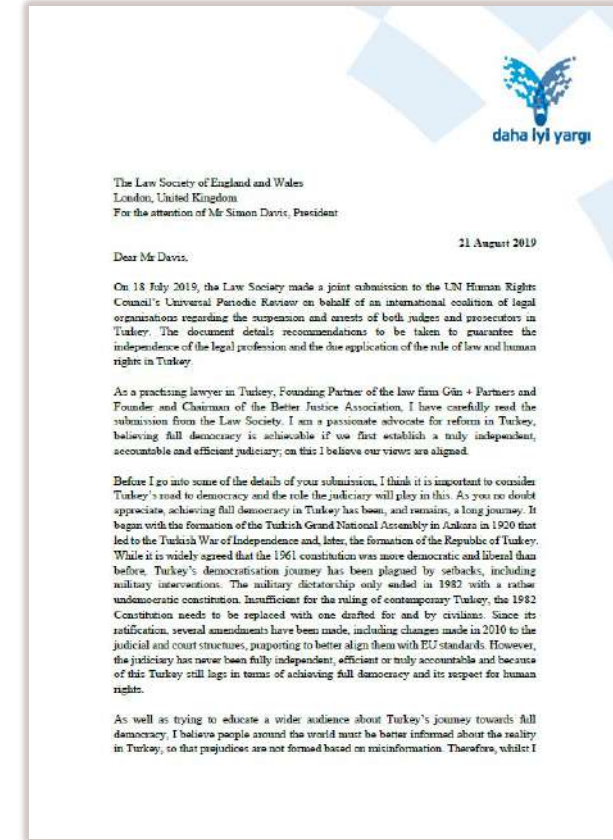 daha iyi yargı
The Law Society of England and Wales
London, United Kingdom
For the attention of Mr Simon Davis, President
21 August 2019
Dear Mr Davis,
On 18 July 2019, the Law Society made a joint submission to the UN Human Rights
Council's Universal Periodic Review on behalf of an international coalition of legal
organisations regarding the suspension and arrests of both judges and prosecutors in
Turkey. The document details recommendations to be taken to guarantee the
independence of the legal profession and the due application of the rule of law and human
rights in Turkey.
As a practising lawyer in Turkey, Founding Partner of the law firm Gün + Partners and
Founder and Chairman of the Better Justice Association, I have carefully read the
submission from the Law Society. I am a passionate advocate for reform in Turkey,
believing full democracy is achievable if we first establish a truly independent,
accountable and efficient judiciary; on this I believe our views are aligned.
Before I go into some of the details of your submission, I think it is important to consider
Turkey's road to democracy and the role the judiciary will play in this. As you no doubt
appreciate, achieving full democracy in Turkey has been, and remains, a long journey. It
began with the formation of the Turkish Grand National Assembly in Ankara in 1920 that
led to the Turkish War of Independence and, later, the formation of the Republic of Turkey.
While it is widely agreed that the 1961 constitution was more democratic and liberal than
before, Turkey's democratisation journey has been plagued by setbacks, including
military interventions. The military dictatorship only ended in 1982 with a rather
undemocratic constitution. Insufficient for the ruling of contemporary Turkey, the 1982
Constitution needs to be replaced with one drafted for and by civilians. Since its
ratification, several amendments have been made, including changes made in 2010 to the
judicial and court structures, purporting to better align them with EU standards. However,
the judiciary has never been fully independent, efficient or truly accountable and because
of this Turkey still lags in terms of achieving full democracy and its respect for human
rights.
As well as trying to educate a wider audience about Turkey's journey towards full
democracy, I believe people around the world must be better informed about the reality
in Turkey, so that prejudices are not formed based on misinformation. Therefore, whilst I